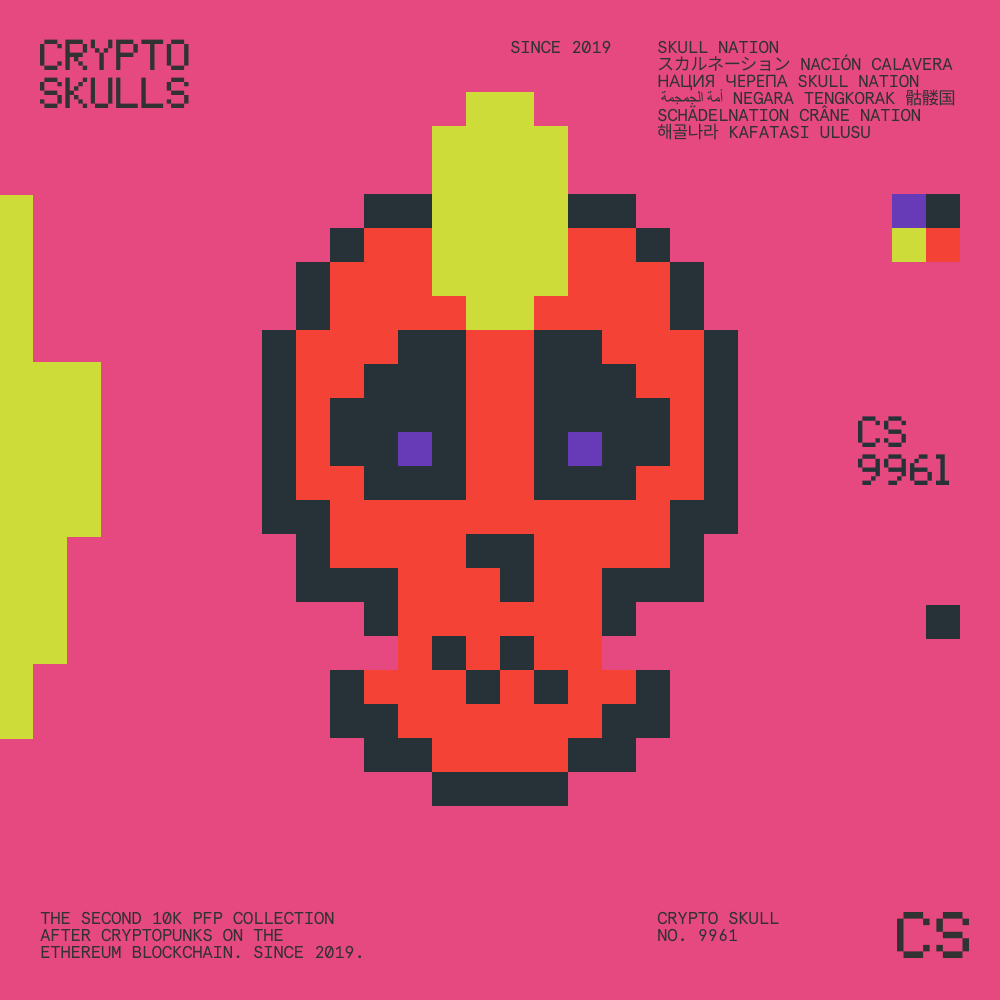 CRYPTO
SKULLS
SINCE 2019
SKULL NATION
スカルネーション NACIÓN CALAVERA
НАЦИЯ ЧЕРЕПА SKULL NATION
أمة الجمجمة NEGARA TENGKORAK 骷髅国
SCHÄDELNATION CRÂNE NATION
해골나라 KAFATASI ULUSU
CS
9961
THE SECOND 10K PFP COLLECTION
AFTER CRYPTOPUNKS ON THE
ETHEREUM BLOCKCHAIN. SINCE 2019.
CRYPTO SKULL
NO. 9961
CS